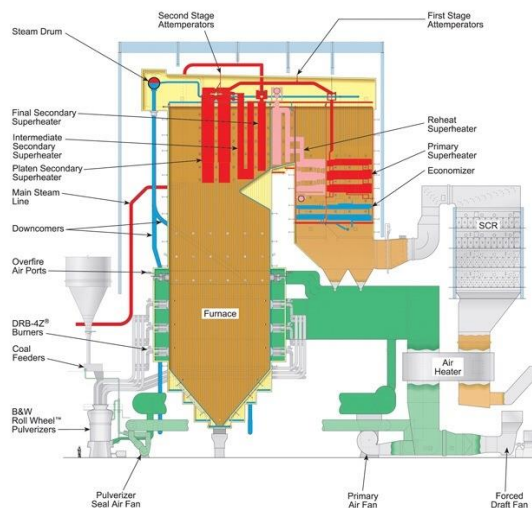 Second Stage
Attemperators
First Stage
Attemperators
Steam Drum
Final Secondary
Superheater
Intermediate
Secondary
Superheater
Platen Secondary
Superheater
Main Steam
Line
Downcomers
Overfire
Air Ports
DRB-4Z®
Burners
Coal
Feeders
B&W
Roll Wheel™
Pulverizers
Reheat
Superheater
Primary
Superheater
Economizer
SCR
Furnace
Air
Heater
Pulverizer
Seal Air Fan
Primary
Air Fan
Forced
Draft Fan